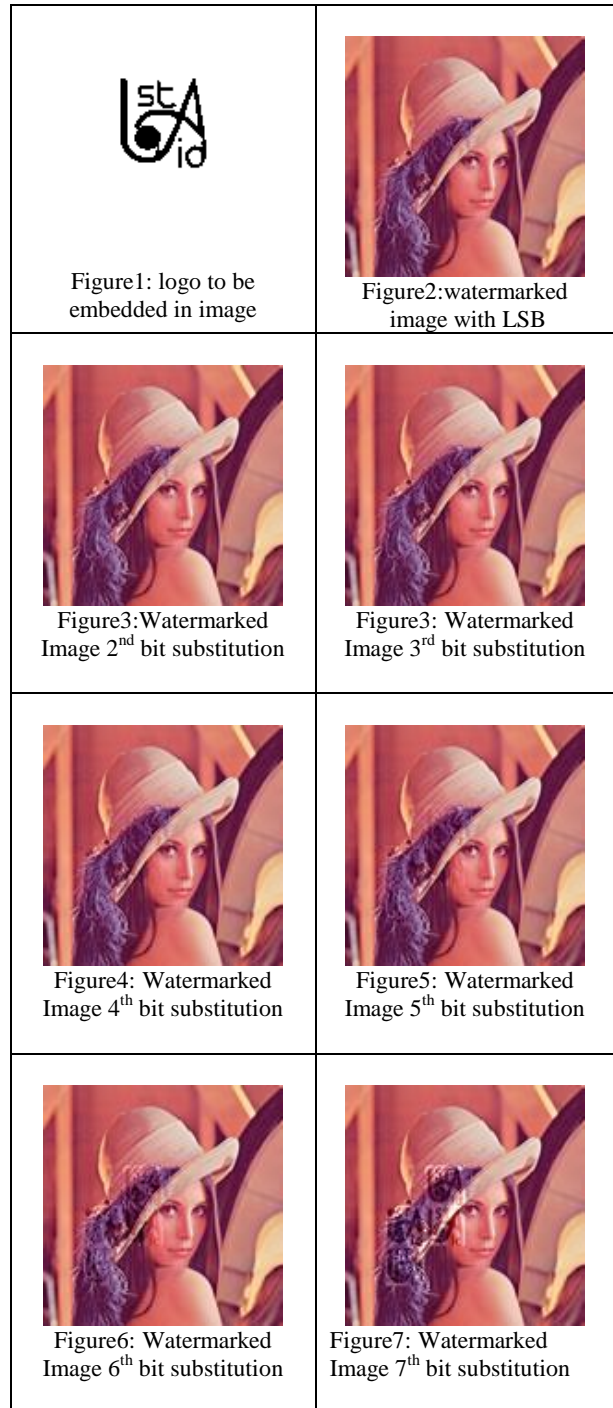 st
id
Figure1: logo to be
embedded in image
Figure2:watermarked
image with LSB
Figure3:Watermarked
Image 2nd bit substitution
Figure3: Watermarked
Image 3rd bit substitution
Figure4: Watermarked
Image 4th bit substitution
Figure5: Watermarked
Image 5th bit substitution
Figure6: Watermarked
Image 6th bit substitution
Figure7: Watermarked
Image 7th bit substitution